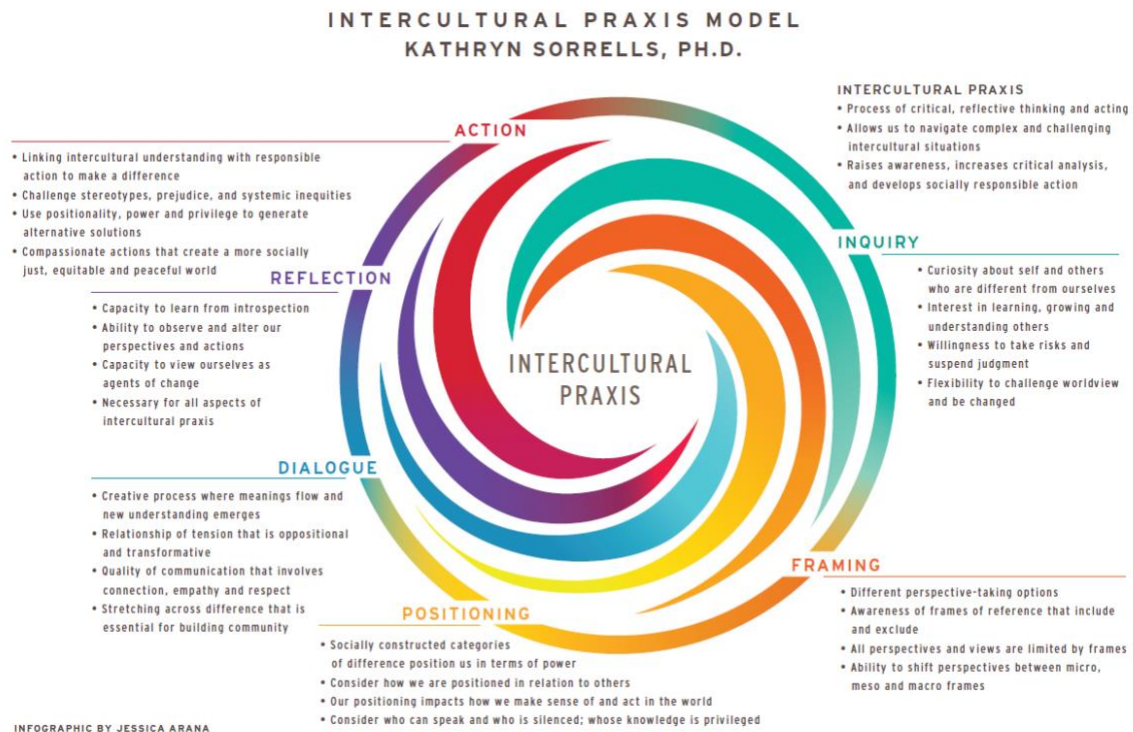 INTERCULTURAL PRAXIS MODEL
KATHRYN SORRELLS, PH.D.
INTERCULTURAL PRAXIS
• Process of critical, reflective thinking and acting
• Allows us to navigate complex and challenging
intercultural situations
• Raises awareness, increases critical analysis,
and develops socially responsible action
INQUIRY
• Curiosity about self and others
who are different from ourselves
• Interest in learning, growing and
understanding others
• Willingness to take risks and
suspend judgment
• Flexibility to challenge worldview
and be changed
FRAMING
• Different perspective-taking options
• Awareness of frames of reference that include
and exclude
• All perspectives and views are limited by frames
• Ability to shift perspectives between micro,
meso and macro frames
POSITIONING
• Socially constructed categories
of difference position us in terms of power
• Consider how we are positioned in relation to others
• Our positioning impacts how we make sense of and act in the world
• Consider who can speak and who is silenced; whose knowledge is privileged
DIALOGUE
• Creative process where meanings flow and
new understanding emerges
• Relationship of tension that is oppositional
and transformative
• Quality of communication that involves
connection, empathy and respect
• Stretching across difference that is
essential for building community
REFLECTION
• Capacity to learn from introspection
• Ability to observe and alter our
perspectives and actions
• Capacity to view ourselves as
agents of change
• Necessary for all aspects of
intercultural praxis
ACTION
• Linking intercultural understanding with responsible
action to make a difference
• Challenge stereotypes, prejudice, and systemic inequities
• Use positionality, power and privilege to generate
alternative solutions
• Compassionate actions that create a more socially
just, equitable and peaceful world
INTERCULTURAL
PRAXIS
INFOGRAPHIC BY JESSICA ARANA